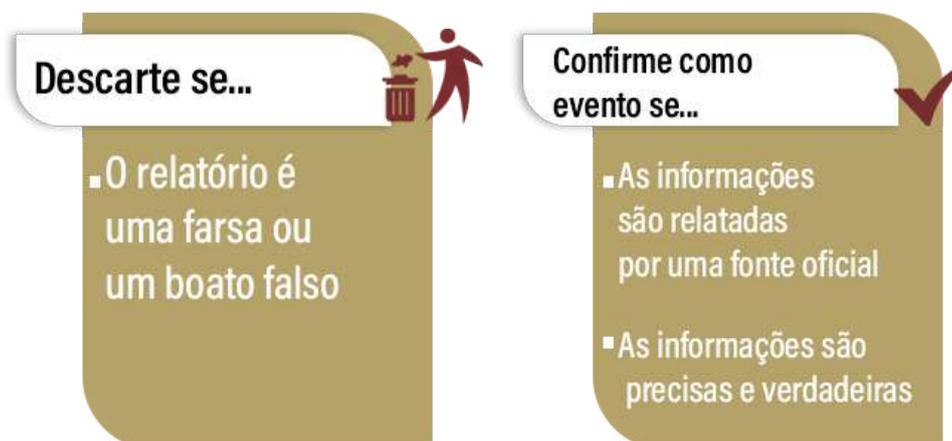 Descarte se...
O relatório é
uma farsa ou
um boato falso
Confirme como
evento se...
As informações
são relatadas
por uma fonte oficial
As informações são
precisas e verdadeiras